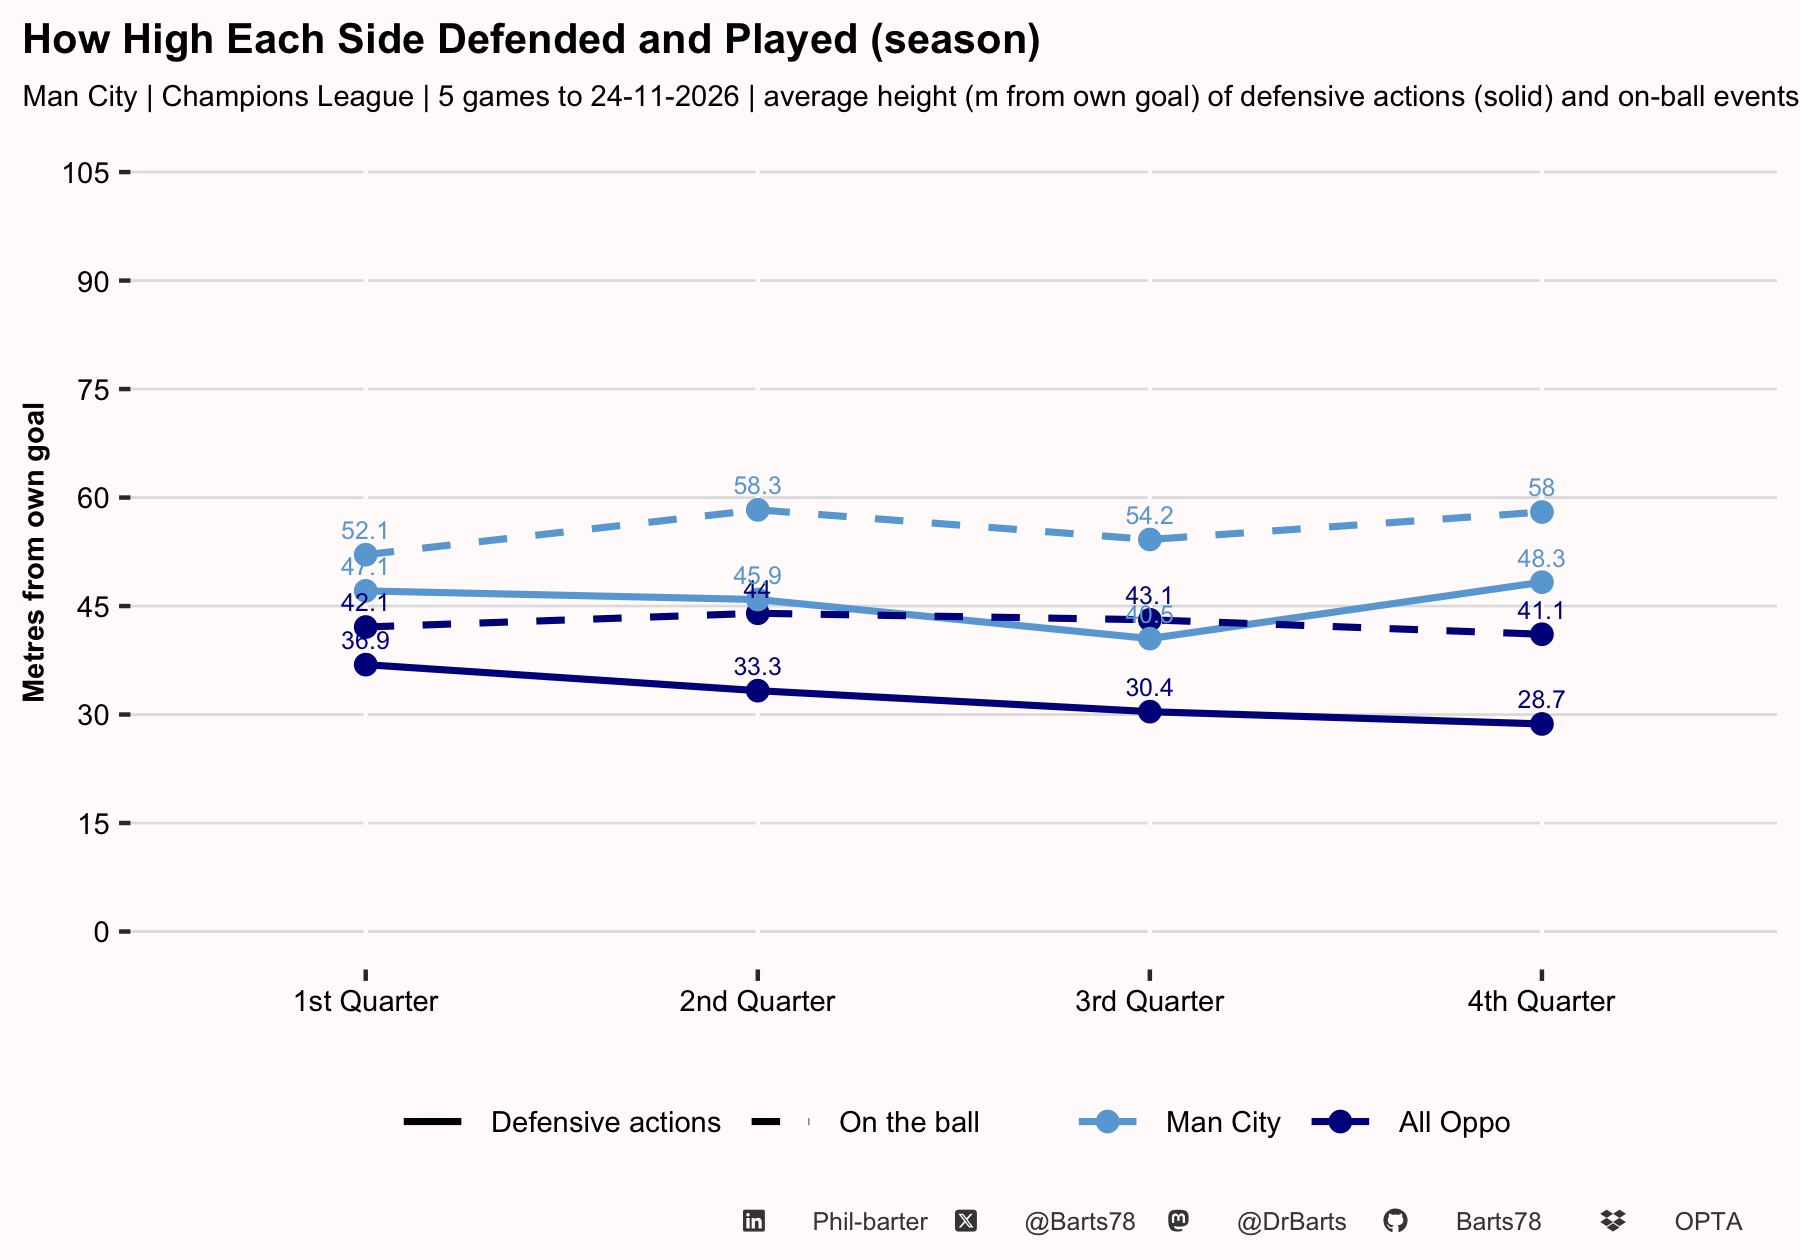 How High Each Side Defended and Played (season)
Man City | Champions League | 5 games to 24-11-2026 | average height (m from own goal) of defensive actions (solid) and on-ball events
Metres from own goal
105
90
75
60
45
30
15
0
52.1
58.3
54.2
58
47.1
45.9
40.5
48.3
42.1
44
43.1
41.1
36.9
33.3
30.4
28.7
1st Quarter
2nd Quarter
3rd Quarter
4th Quarter
Defensive actions
On the ball
Man City
All Oppo
Phil-barter
@Barts78
@DrBarts
Barts78
OPTA